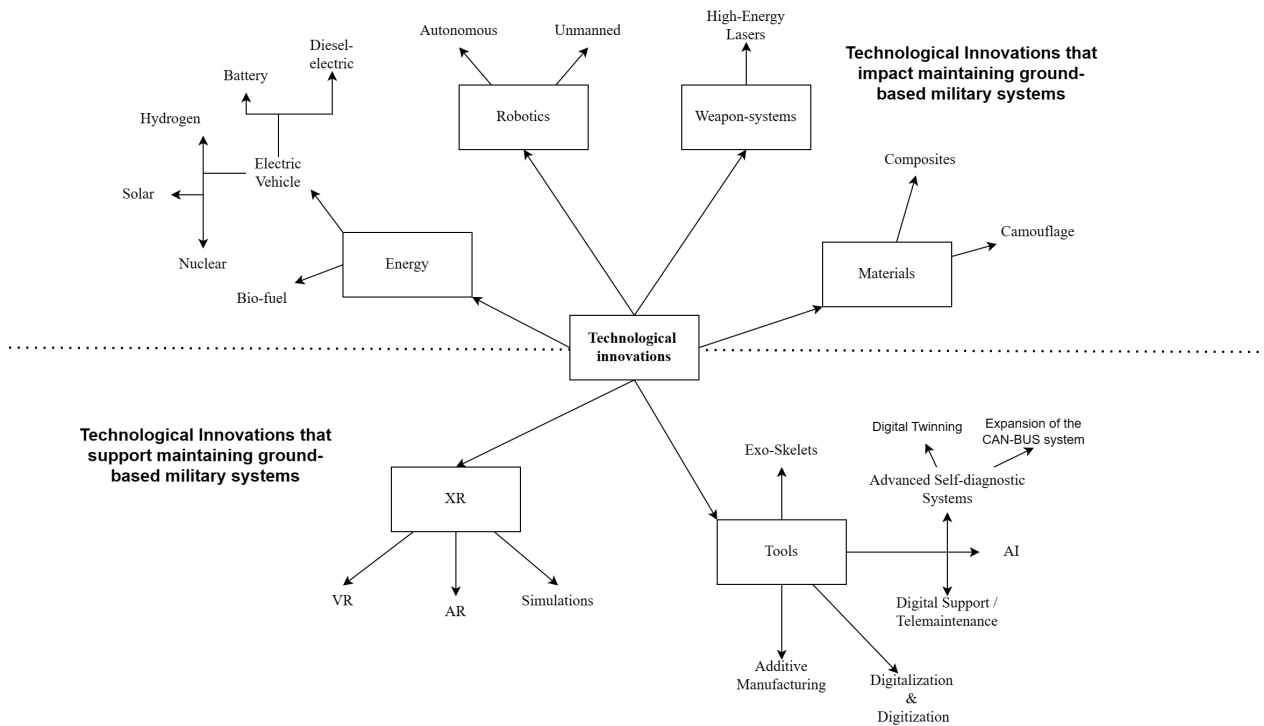 High-Energy
Lasers
Autonomous
Unmanned
Diesel-
electric
Technological Innovations that
impact maintaining ground-
based military systems
Battery
Hydrogen
Robotics
Weapon-systems
Electric
Vehicle
Composites
Solar
Camouflage
Nuclear
Energy
Materials
Bio-fuel
Technological
innovations
Technological Innovations that
support maintaining ground-
based military systems
Digital Twinning
Expansion of the
CAN-BUS system
Exo-Skelets
Advanced Self-diagnostic
Systems
XR
Tools
AI
VR
AR
Simulations
Digital Support /
Telemaintenance
Additive
Manufacturing
Digitalization
&
Digitization